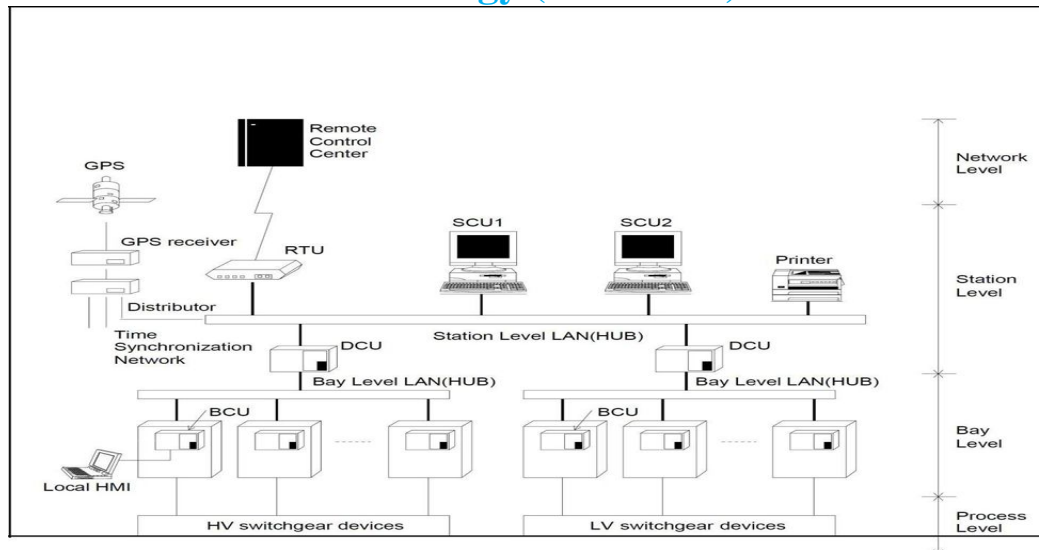 Remote
Control
Center
GPS
Network
Level
SCU1
SCU2
GPS receiver
RTU
Printer
Station
Level
Distributor
Time
Synchronization
Network
Station Level LAN(HUB)
DCU
DCU
Bay Level LAN(HUB)
Bay Level LAN(HUB)
BCU
BCU
Bay
Level
Local HMI
HV switchgear devices
LV switchgear devices
Process
Level